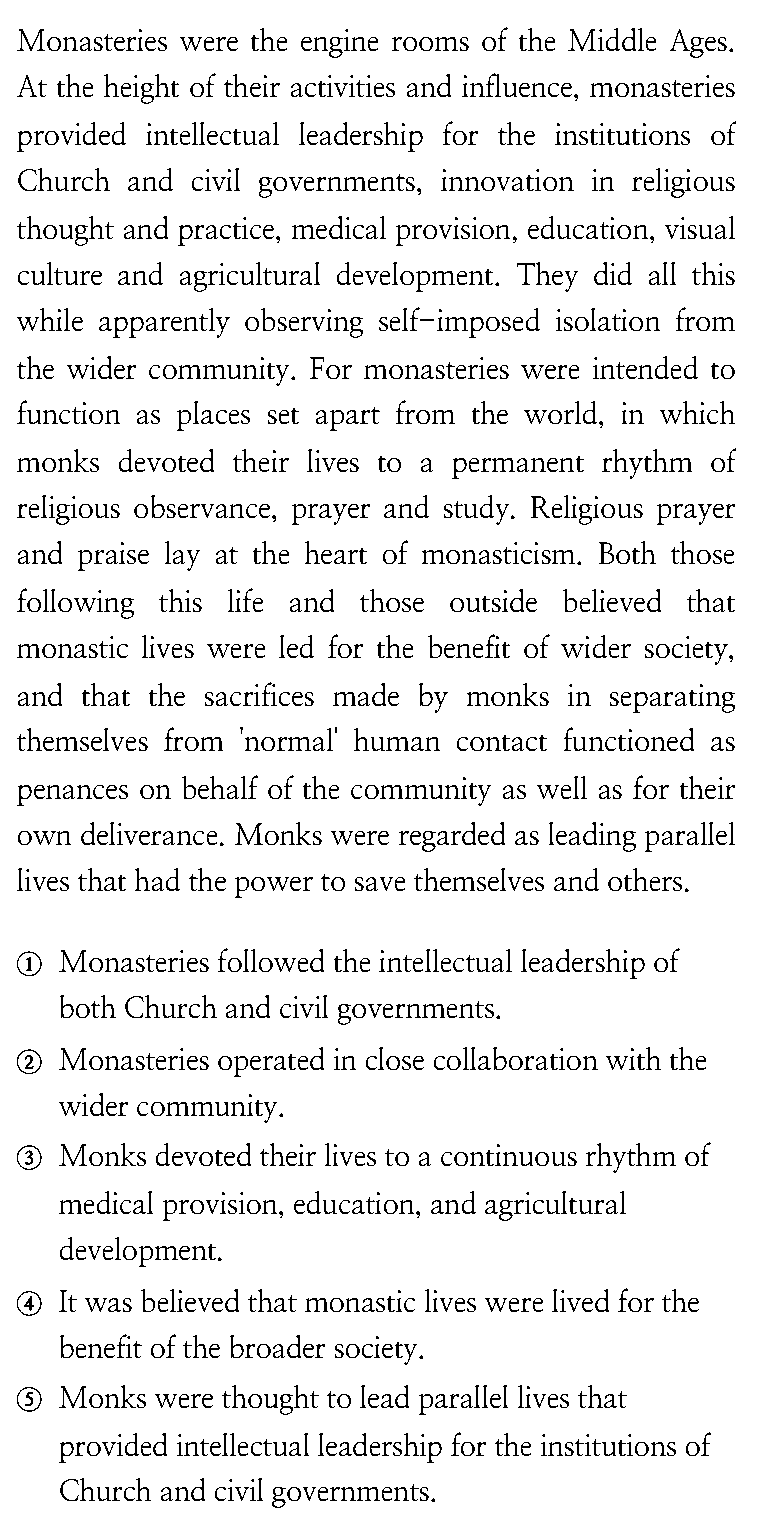 Monasteries were the engine rooms of the Middle Ages.
At the height of their activities and influence, monasteries
provided intellectual leadership for the institutions of
Church and civil governments, innovation in religious
thought and practice, medical provision, education, visual
culture and agricultural development. They did all this
while apparently observing self-imposed isolation from
the wider community. For monasteries were intended to
function as places set apart from the world, in which
monks devoted their lives to a permanent rhythm of
religious observance, prayer and study. Religious prayer
and praise lay at the heart of monasticism. Both those
following this life and those outside believed that
monastic lives were led for the benefit of wider society,
and that the sacrifices made by monks in separating
themselves from 'normal' human contact functioned as
penances on behalf of the community as well as for their
own deliverance. Monks were regarded as leading parallel
lives that had the power to save themselves and others.
① Monasteries followed the intellectual leadership of
both Church and civil governments.
② Monasteries operated in close collaboration with the
wider community.
③ Monks devoted their lives to a continuous rhythm of
medical provision, education, and agricultural
development.
④ It was believed that monastic lives were lived for the
benefit of the broader society.
⑤ Monks were thought to lead parallel lives that
provided intellectual leadership for the institutions of
Church and civil governments.